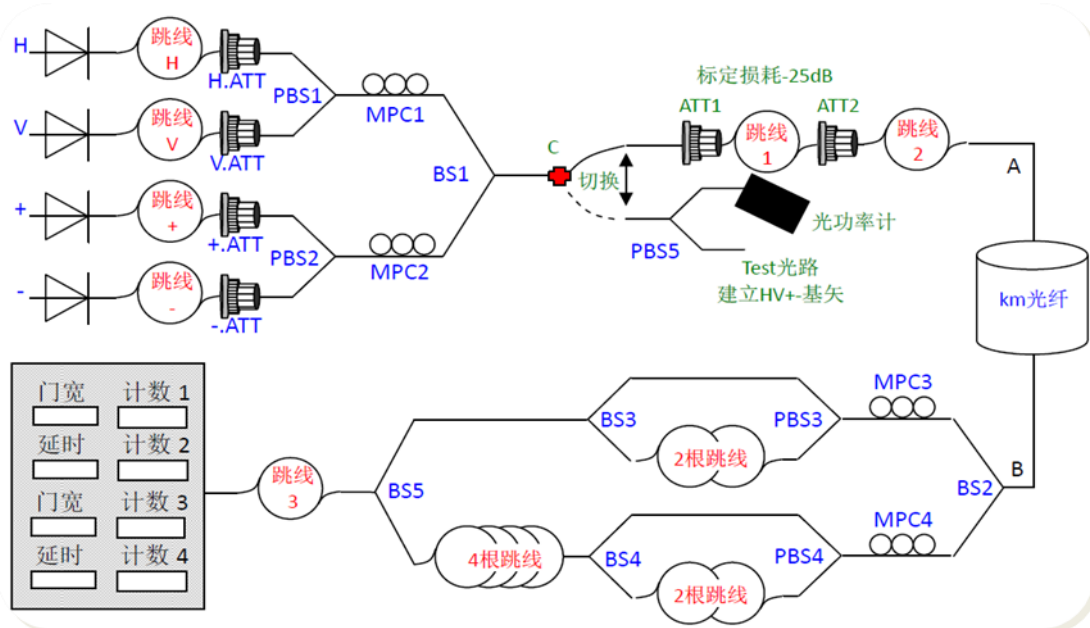 H
跳线
H
H.ATT
PBS1
MPC1
V
跳线
V
V.ATT
BS1
+
跳线
+
+.ATT
PBS2
MPC2
-
跳线
-
-.ATT
C
切换
标定损耗-25dB
ATT1
跳线
1
ATT2
跳线
2
A
PBS5
光功率计
Test光路
建立HV+-基矢
km光纤
门宽
计数 1
延时
计数 2
门宽
计数 3
延时
计数 4
跳线
3
BS5
BS3
2根跳线
PBS3
MPC3
4根跳线
BS4
2根跳线
PBS4
MPC4
BS2
B